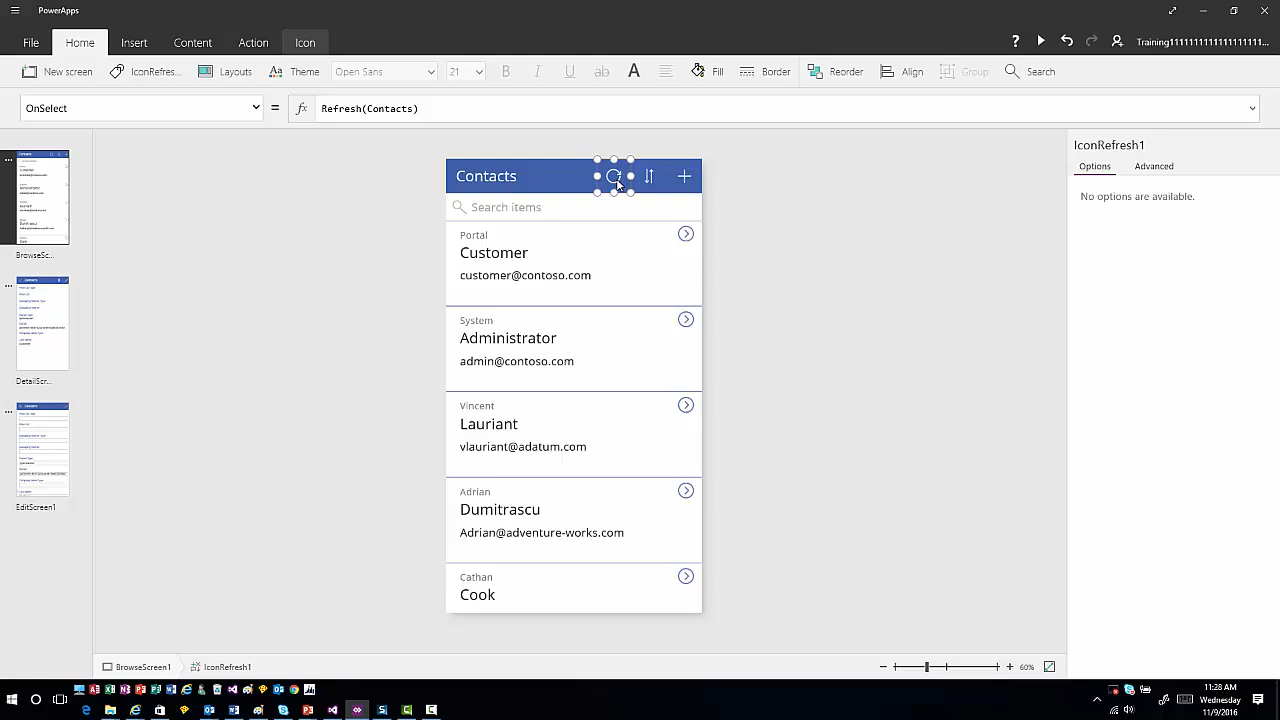 PowerApps
File Home Insert Content Action Icon
Training1111111111111111111111...
New screen IconRefres... Layouts Theme Open Sans 21 B I U ab A Fill Border Reorder Align Group Search
OnSelect = fx Refresh(Contacts)
BrowseSc...
DetailScr...
EditScreen1
Contacts
Search items
Portal
Customer
customer@contoso.com
System
Administrator
admin@contoso.com
Vincent
Lauriant
vlauriant@adatum.com
Adrian
Dumitrascu
Adrian@adventure-works.com
Cathan
Cook
IconRefresh1
Options Advanced
No options are available.
BrowseScreen1 IconRefresh1
60%
11:28 AM
Wednesday
11/9/2016